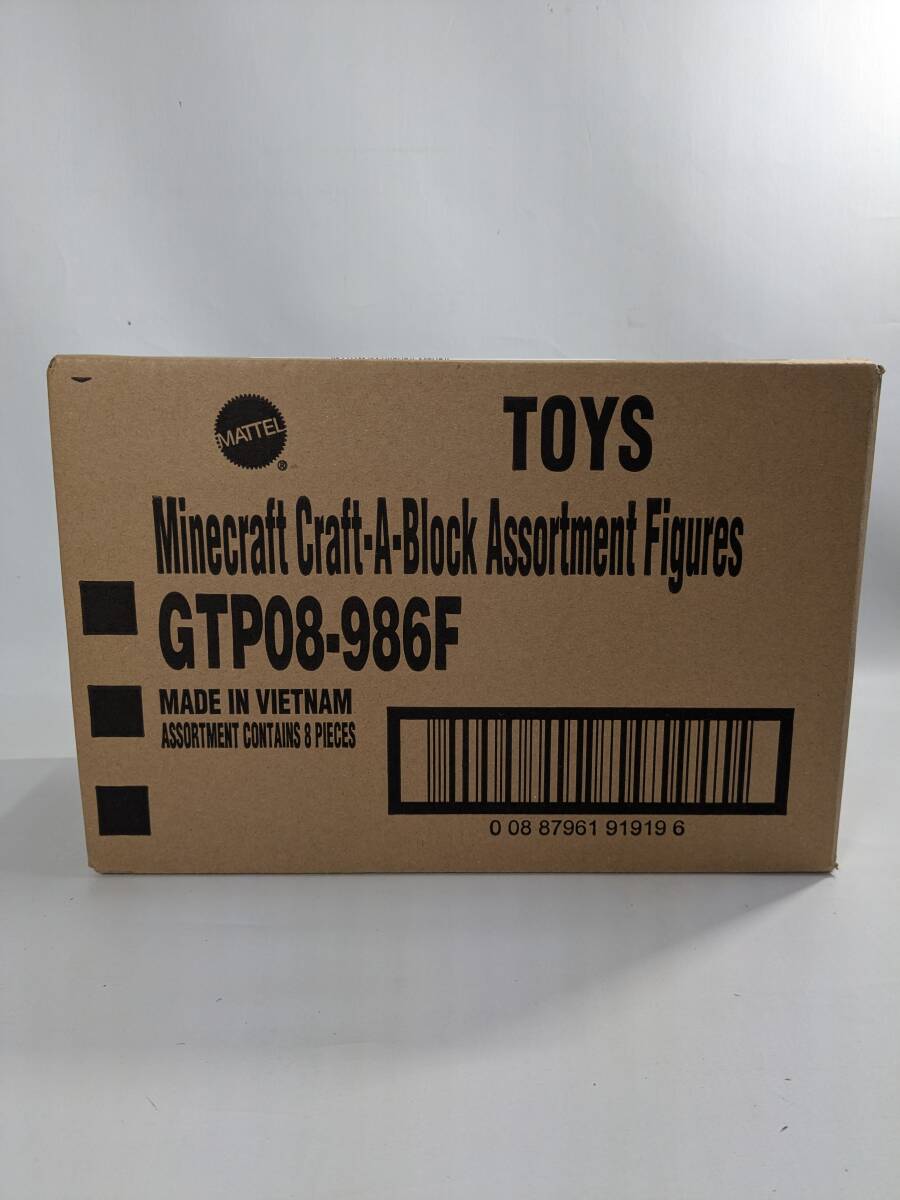 MATTEL
®
TOYS
Minecraft Craft-A-Block Assortment Figures
GTP08-986F
MADE IN VIETNAM
ASSORTMENT CONTAINS 8 PIECES
0 08 87961 91919 6